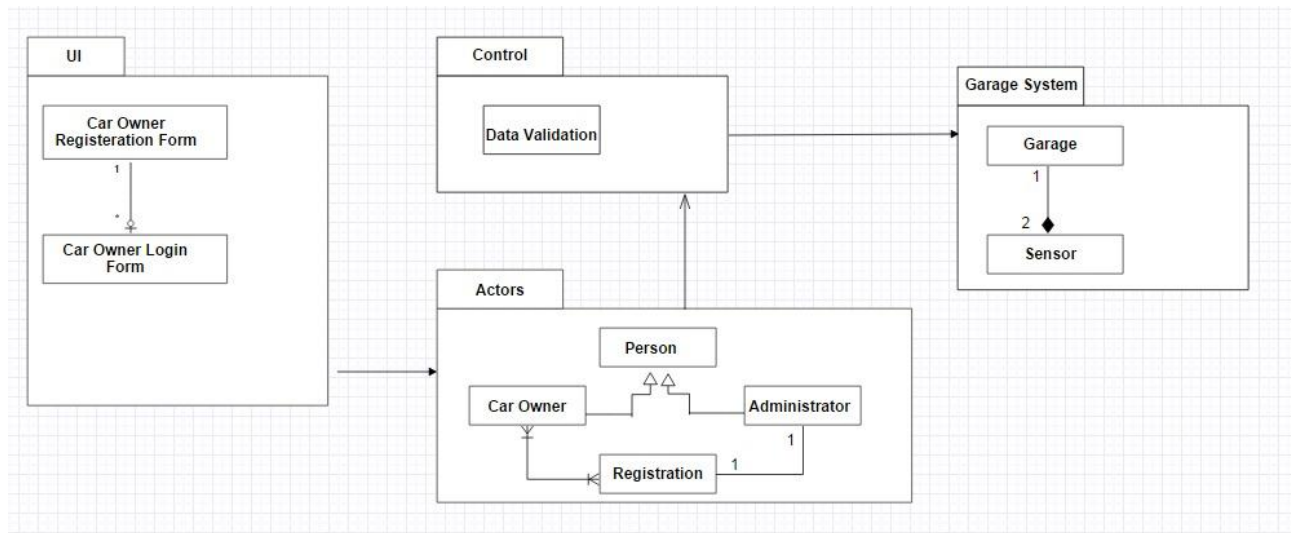 UI
Car Owner
Registeration Form
1
*
Car Owner Login
Form
Control
Data Validation
Garage System
Garage
1
2
Sensor
Actors
Person
Car Owner
Administrator
1
1
Registration